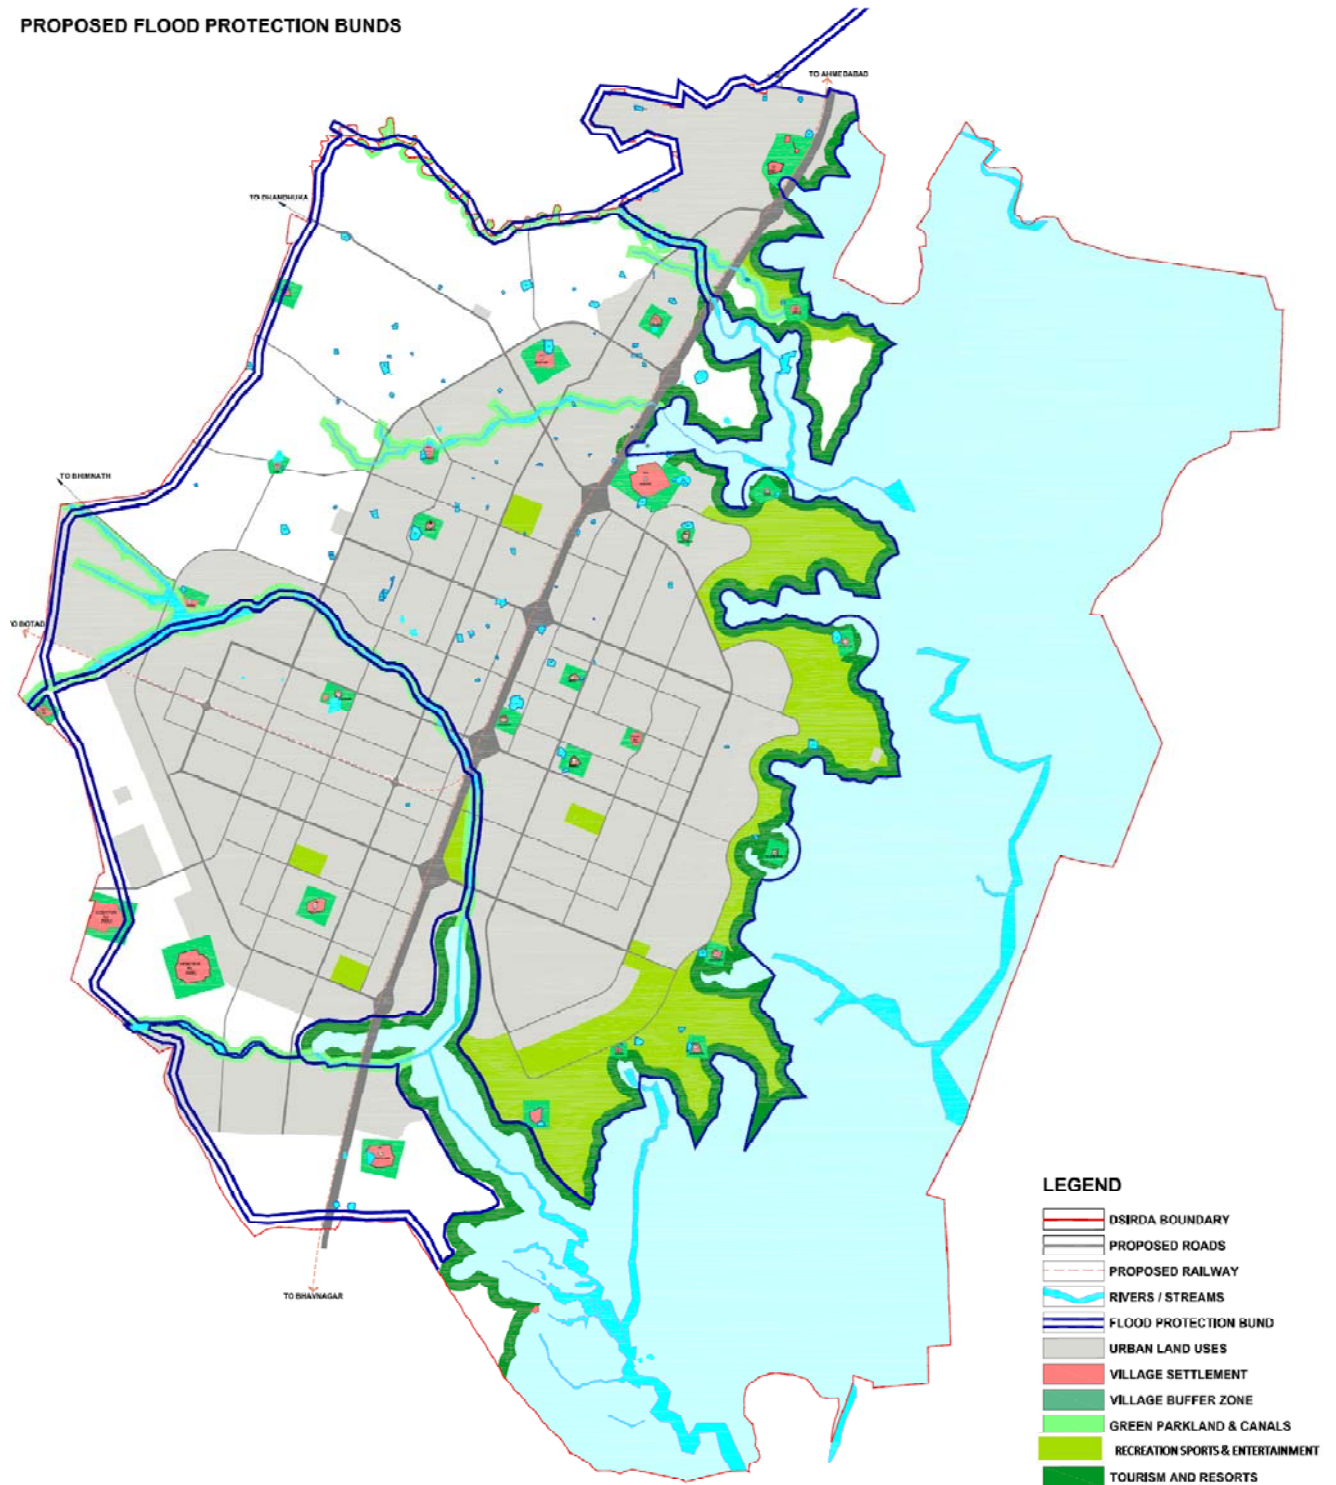 PROPOSED FLOOD PROTECTION BUNDS
TO AHMEDABAD
TO DHANDHUKA
TO BHIMNATH
TO BOTAD
TO BHAVNAGAR
LEGEND
DSIRDA BOUNDARY
PROPOSED ROADS
PROPOSED RAILWAY
RIVERS / STREAMS
FLOOD PROTECTION BUND
URBAN LAND USES
VILLAGE SETTLEMENT
VILLAGE BUFFER ZONE
GREEN PARKLAND & CANALS
RECREATION SPORTS & ENTERTAINMENT
TOURISM AND RESORTS